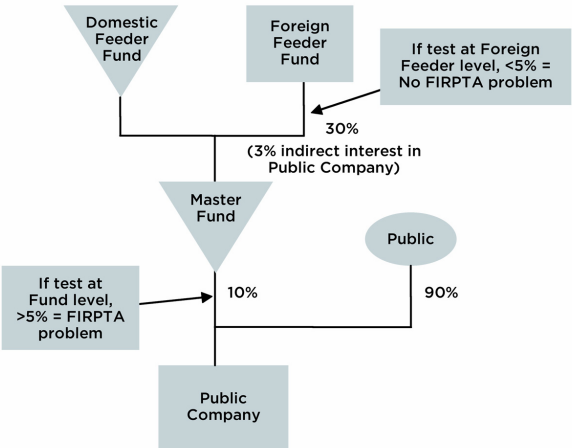 Domestic
Feeder
Fund
Foreign
Feeder
Fund
If test at Foreign
Feeder level, <5% =
No FIRPTA problem
30%
(3% indirect interest in
Public Company)
Master
Fund
Public
If test at
Fund level,
>5% = FIRPTA
problem
10%
90%
Public
Company